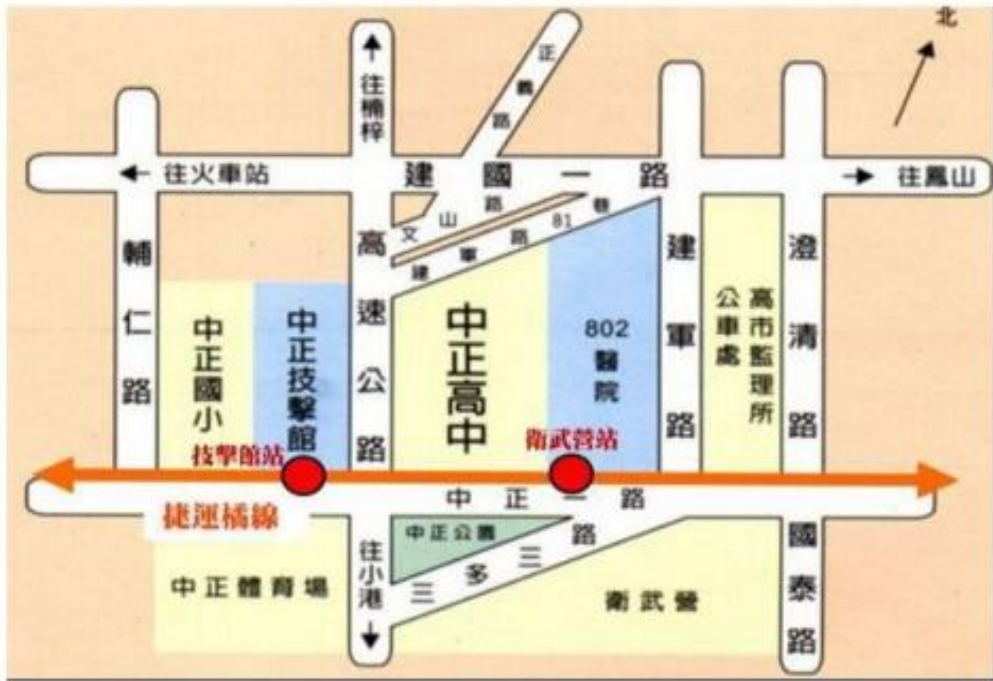 北
往楠梓
正義路
往火車站
建國一路
往鳳山
文山路
建軍路81巷
輔仁路
高速公路
建軍路
澄清路
中正國小
中正技擊館
中正高中
802
醫院
公車處
高市監理所
技擊館站
衛武營站
中正一路
捷運橘線
中正公園
三多三路
往小港
中正體育場
衛武營
國泰路